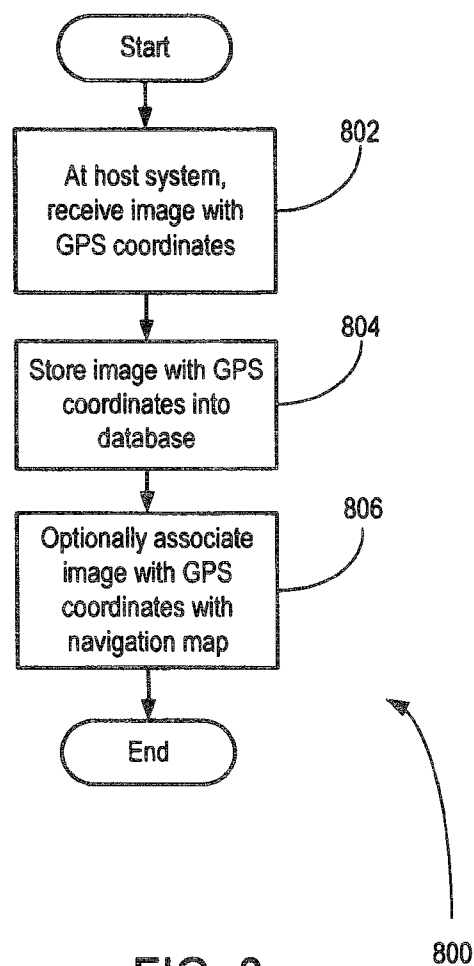 Start
802
At host system,
receive image with
GPS coordinates
804
Store image with GPS
coordinates into
database
806
Optionally associate
image with GPS
coordinates with
navigation map
End
800